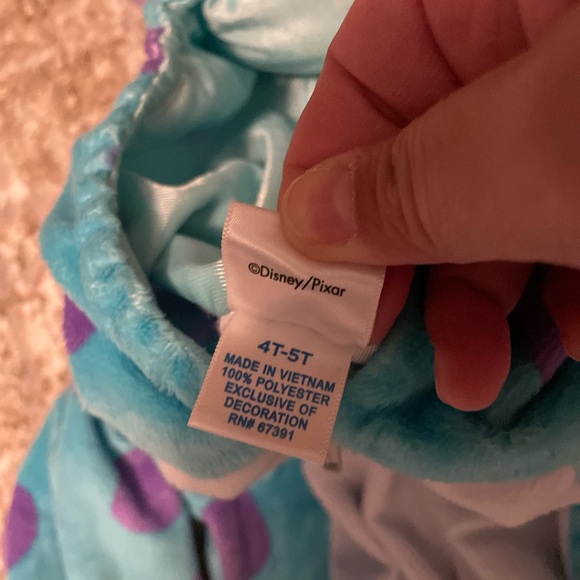 ©Disney/Pixar
4T-5T
MADE IN VIETNAM
100% POLYESTER
EXCLUSIVE OF
DECORATION
RN# 67391